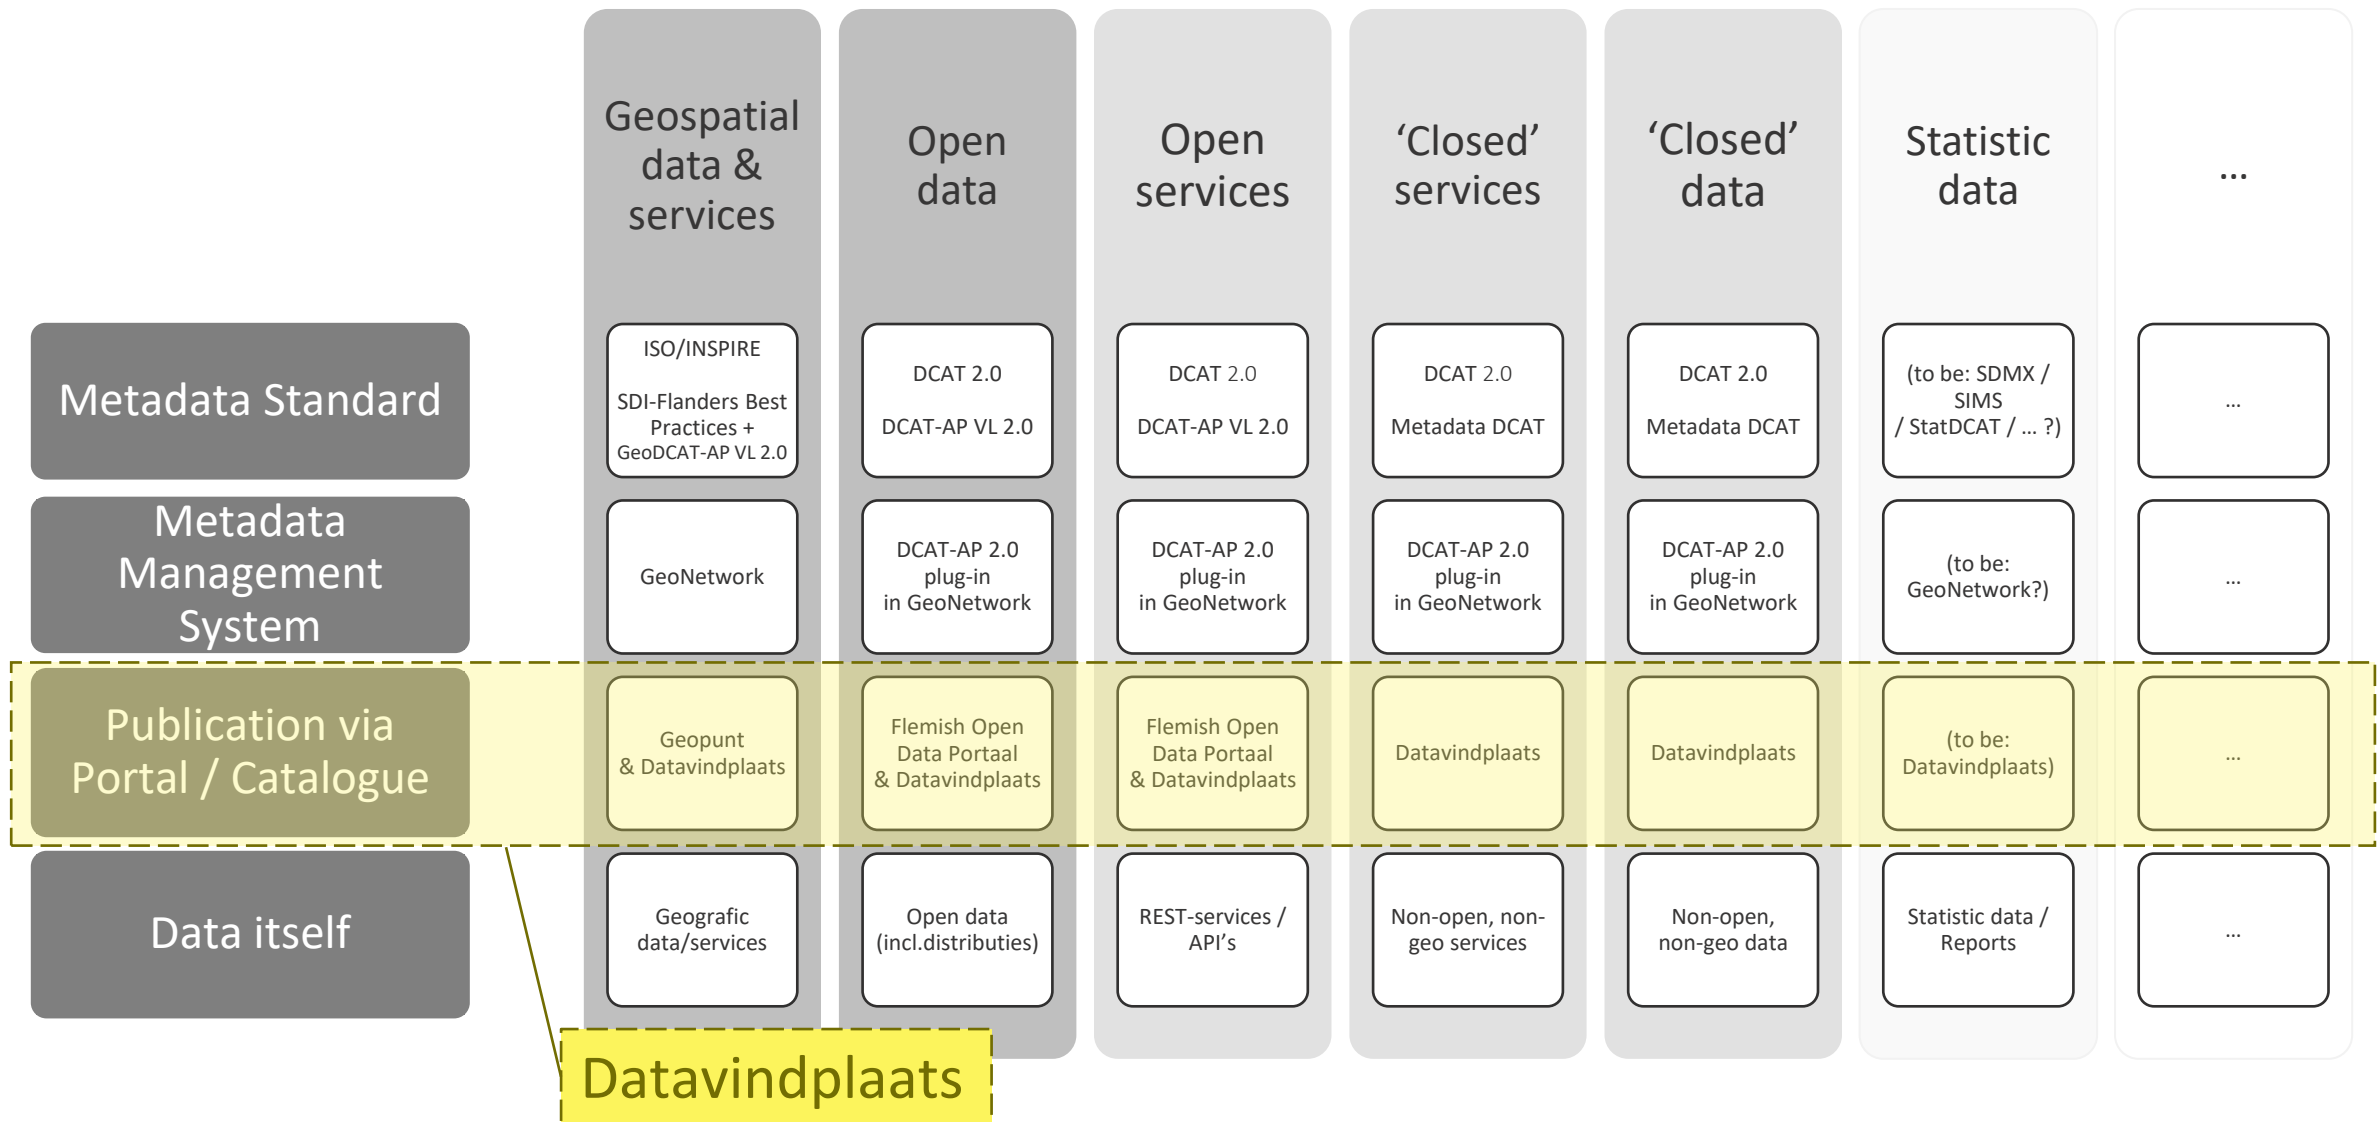 Geospatial
data &
services
Open
data
Open
services
‘Closed’
services
‘Closed’
data
Statistic
data
...
Metadata Standard
ISO/INSPIRE
SDI-Flanders Best
Practices +
GeoDCAT-AP VL 2.0
DCAT 2.0
DCAT-AP VL 2.0
DCAT 2.0
DCAT-AP VL 2.0
DCAT 2.0
Metadata DCAT
DCAT 2.0
Metadata DCAT
(to be: SDMX /
SIMS
/ StatDCAT / ... ?)
...
Metadata
Management
System
GeoNetwork
DCAT-AP 2.0
plug-in
in GeoNetwork
DCAT-AP 2.0
plug-in
in GeoNetwork
DCAT-AP 2.0
plug-in
in GeoNetwork
DCAT-AP 2.0
plug-in
in GeoNetwork
(to be:
GeoNetwork?)
...
Publication via
Portal / Catalogue
Geopunt
& Datavindplaats
Flemish Open
Data Portaal
& Datavindplaats
Flemish Open
Data Portaal
& Datavindplaats
Datavindplaats
Datavindplaats
(to be:
Datavindplaats)
...
Data itself
Geografic
data/services
Open data
(incl.distributies)
REST-services /
API’s
Non-open, non-
geo services
Non-open,
non-geo data
Statistic data /
Reports
...
Datavindplaats